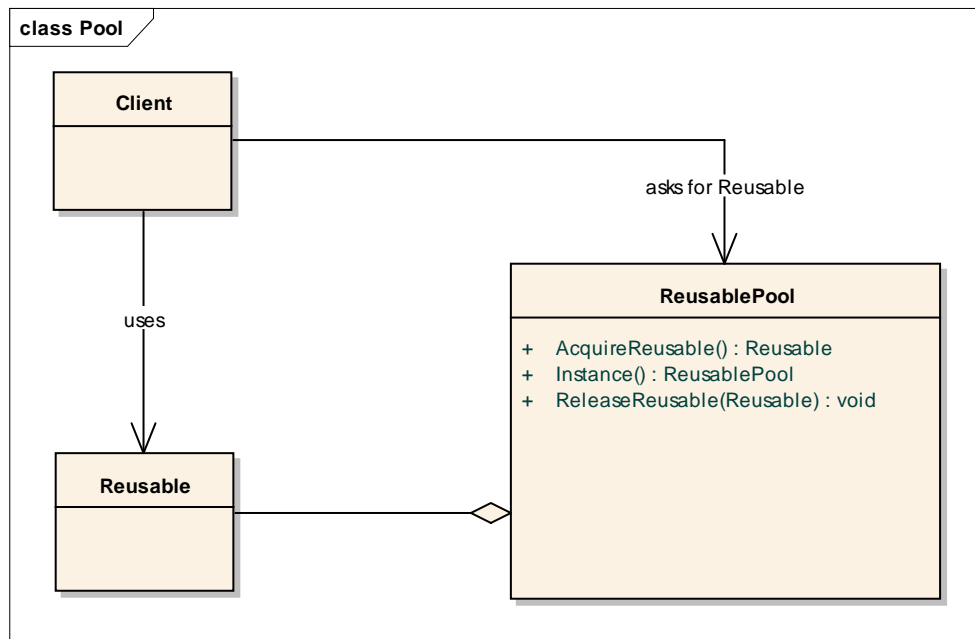 class Pool
Client
asks for Reusable
ReusablePool
+ AcquireReusable() : Reusable
+ Instance() : ReusablePool
+ ReleaseReusable(Reusable) : void
uses
Reusable